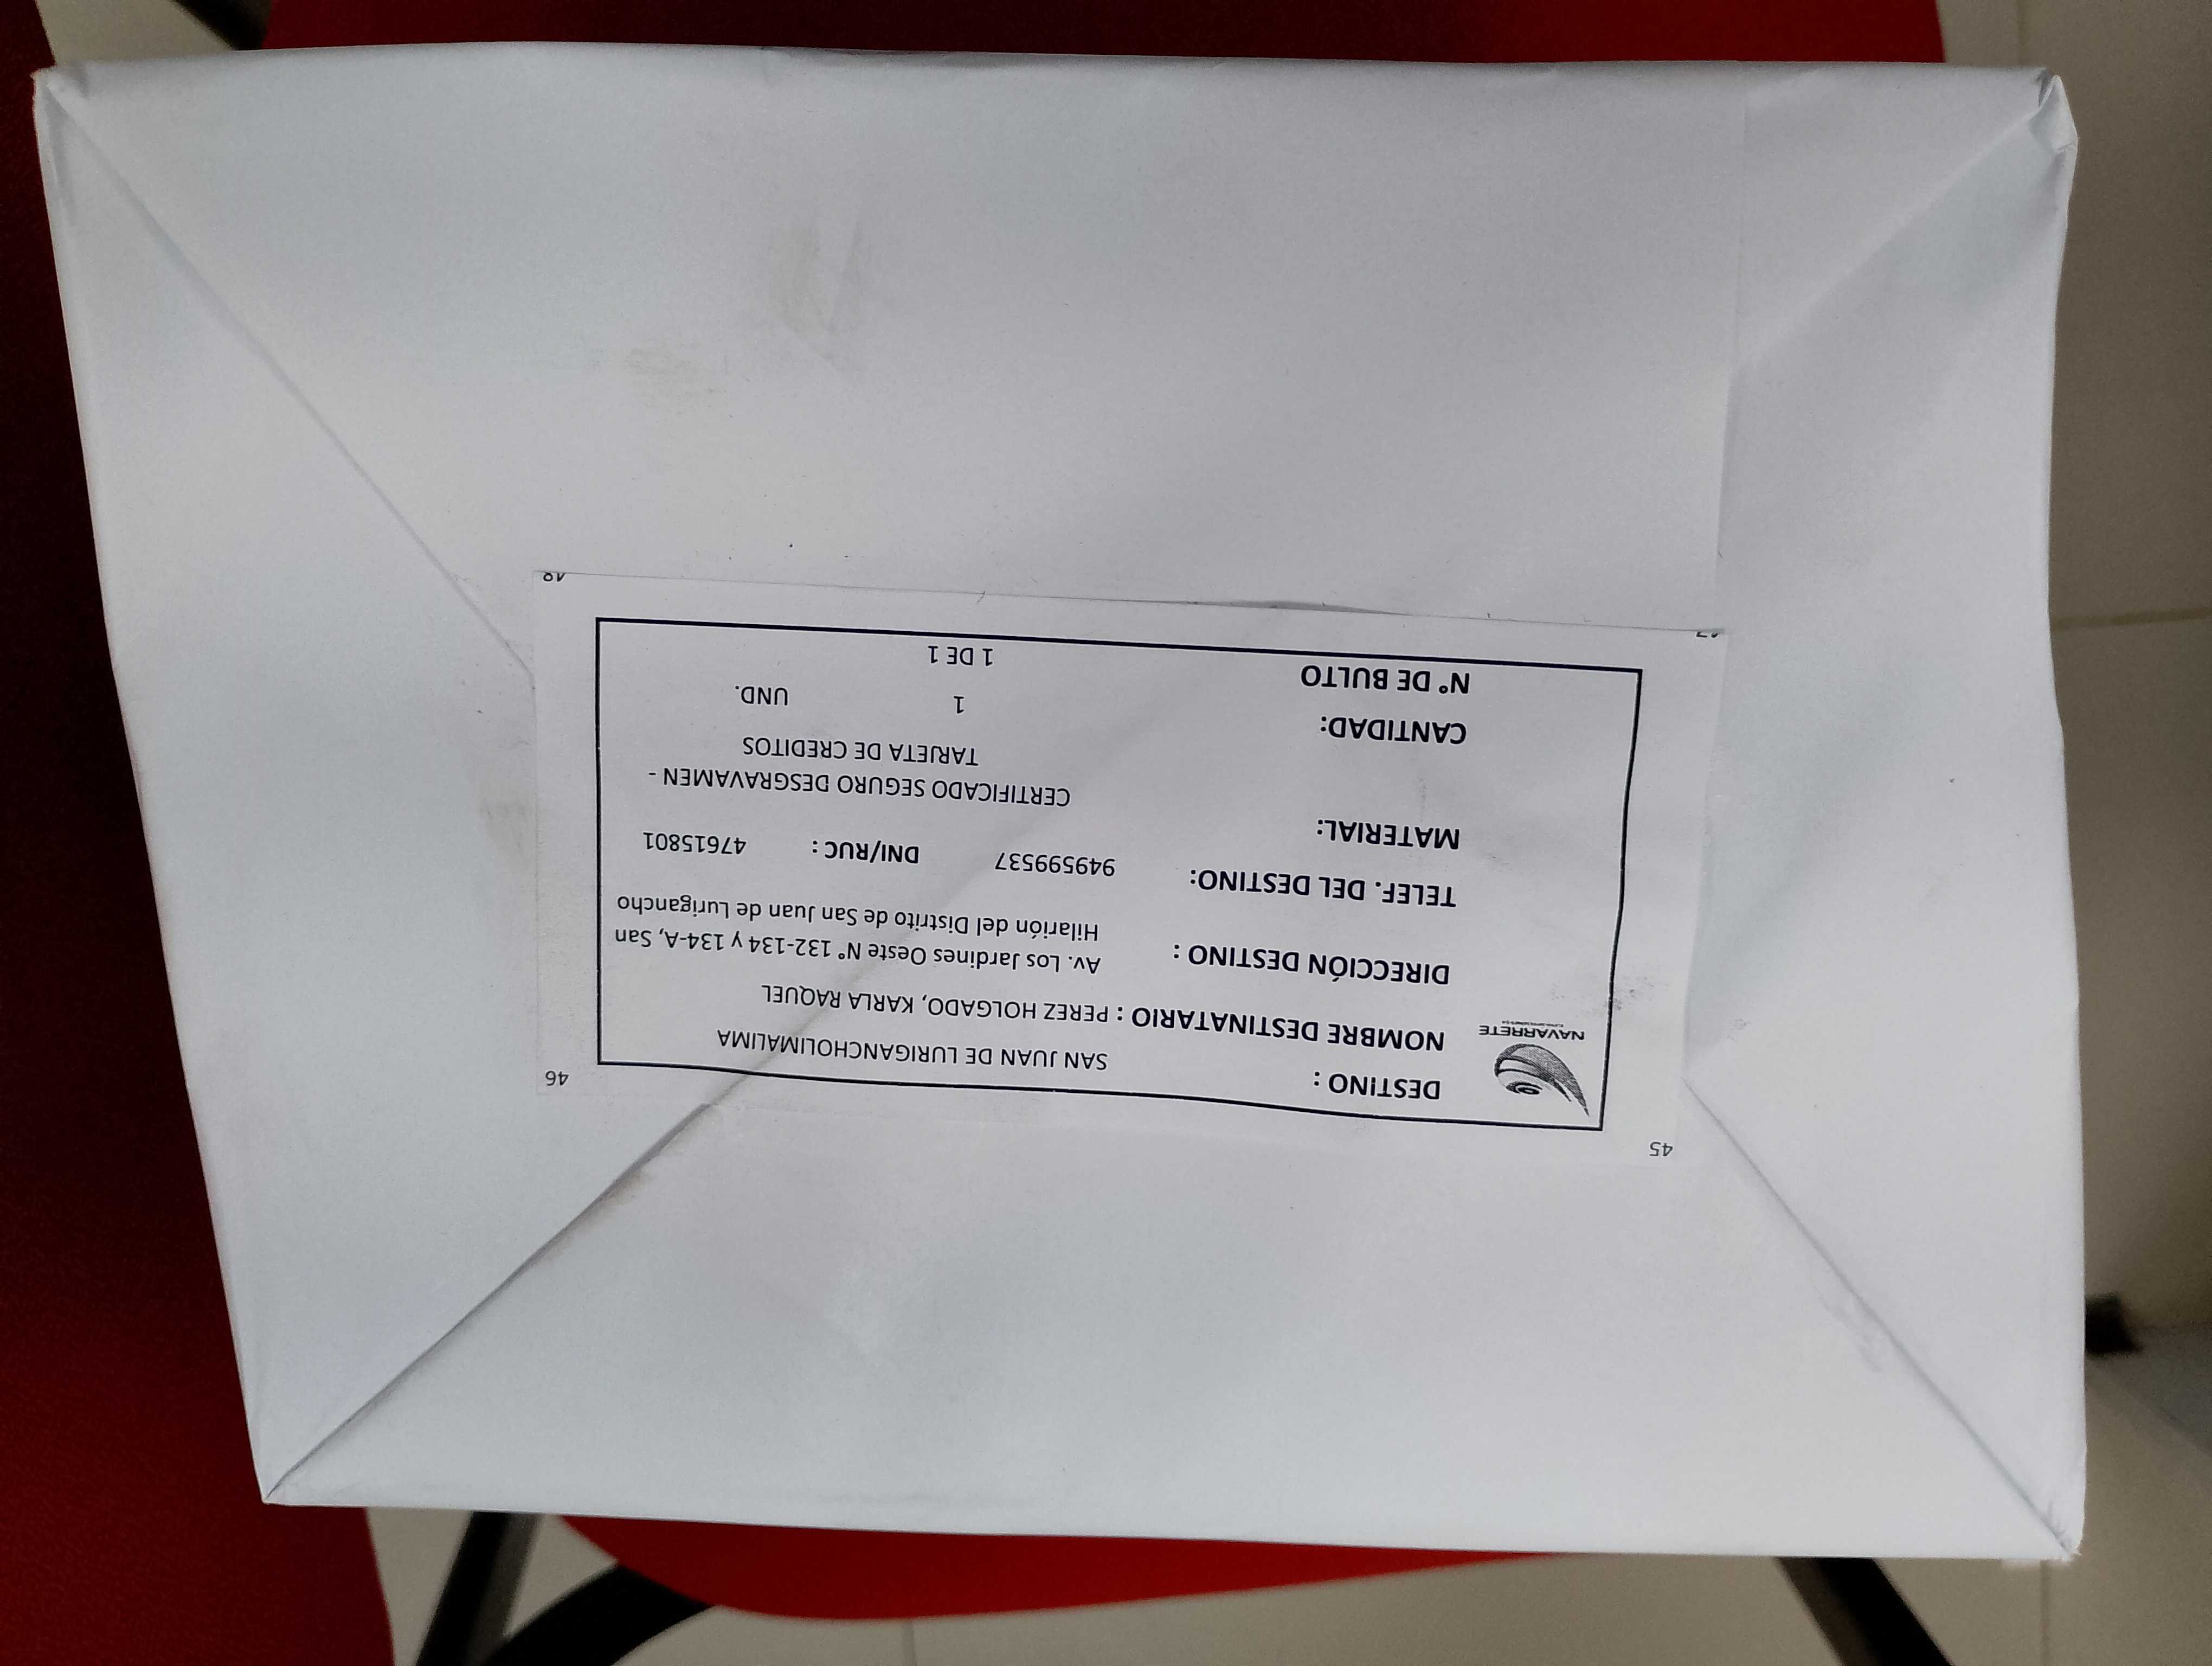 45
46
NAVARRETE
DESTINO : SAN JUAN DE LURIGANCHOLIMALIMA
NOMBRE DESTINATARIO : PEREZ HOLGADO, KARLA RAQUEL
DIRECCIÓN DESTINO : Av. Los Jardines Oeste N° 132-134 y 134-A, San
Hilarión del Distrito de San Juan de Lurigancho
TELEF. DEL DESTINO: 949599537 DNI/RUC : 47615801
MATERIAL: CERTIFICADO SEGURO DESGRAVAMEN -
TARJETA DE CREDITOS
CANTIDAD: 1 UND.
N° DE BULTO 1 DE 1